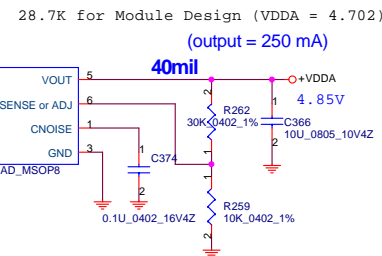 28.7K for Module Design (VDDA = 4.702)
(output = 250 mA)
40mil
VOUT 5
+VDDA
4.85V
SENSE or ADJ 6
2
R262
30K_0402_1%
1
1
C366
10U_0805_10V4Z
2
CNOISE 1
GND 3
1
C374
2
0.1U_0402_16V4Z
AD_MSOP8
1
R259
10K_0402_1%
2